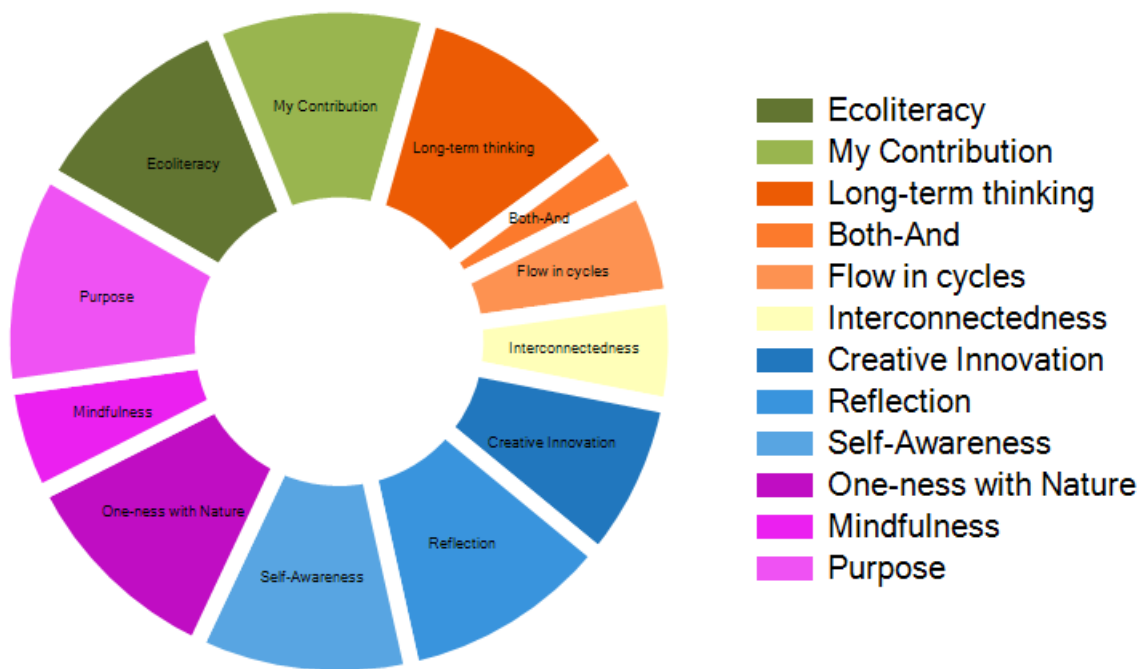 My Contribution
Long-term thinking
Ecoliteracy
Both-And
Flow in cycles
Purpose
Interconnectedness
Mindfulness
Creative Innovation
One-ness with Nature
Reflection
Self-Awareness
Ecoliteracy
My Contribution
Long-term thinking
Both-And
Flow in cycles
Interconnectedness
Creative Innovation
Reflection
Self-Awareness
One-ness with Nature
Mindfulness
Purpose